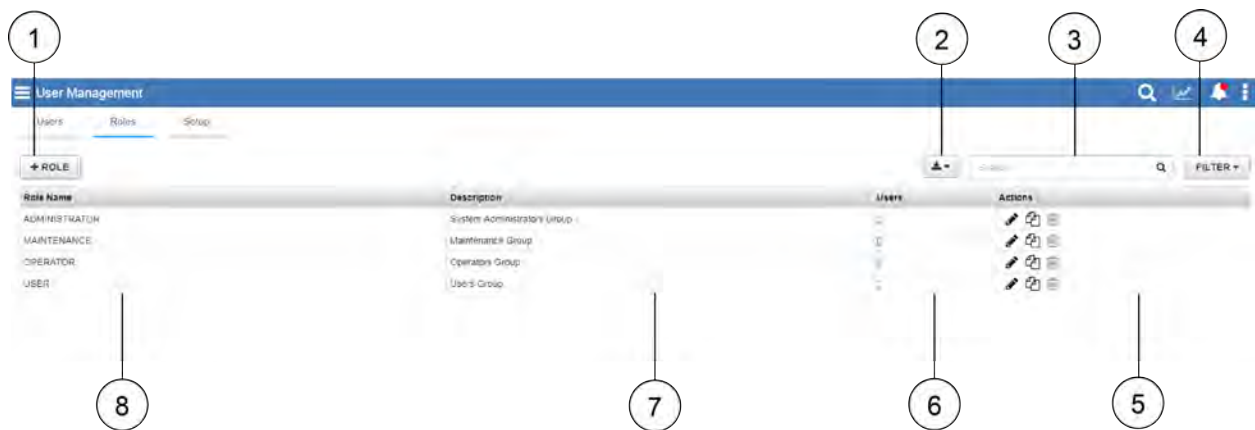 1
2
3
4
User Management
Users Roles Setup
+ ROLE
FILTER
Role Name Description Users Actions
ADMINISTRATOR System Administrators Group
MAINTENANCE Maintenance Group
OPERATOR Operators Group
USER Users Group
8
7
6
5